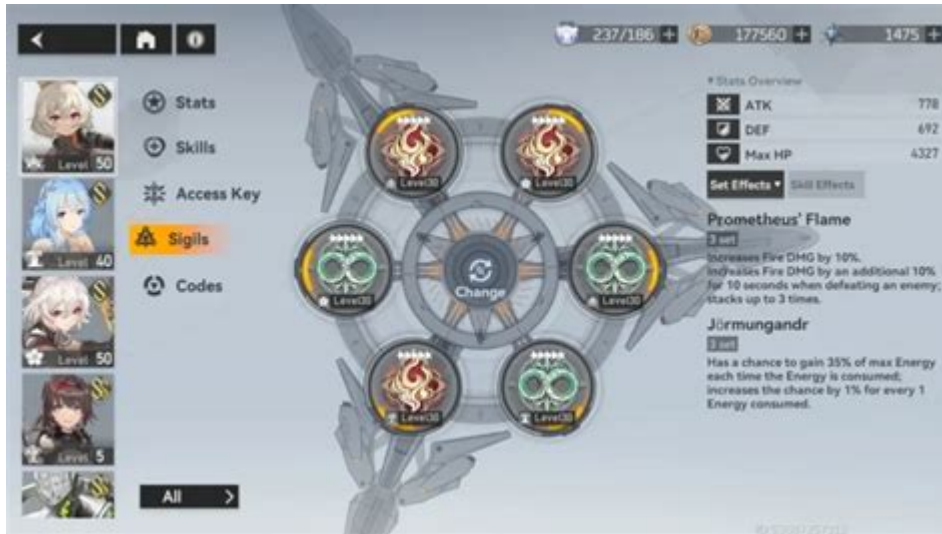 237/186
177560
1475
Stats Overview
ATK 778
DEF 692
Max HP 4327
Set Effects
Skill Effects
Level 50
Level 40
Level 50
Level 5
Stats
Skills
Access Key
Sigils
Codes
All
Level30
Level30
Level30
Level30
Level30
Level30
Change
Prometheus' Flame
3 set
Increases Fire DMG by 10%.
Increases Fire DMG by an additional 10%
for 10 seconds when defeating an enemy;
stacks up to 3 times.
Jörmungandr
3 set
Has a chance to gain 35% of max Energy
each time the Energy is consumed;
increases the chance by 1% for every 1
Energy consumed.